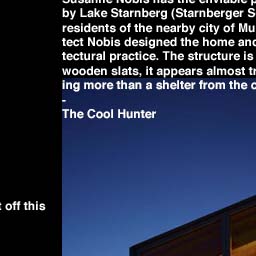 Susanne Nobis has the enviable p
by Lake Starnberg (Starnberger S
residents of the nearby city of Mu
tect Nobis designed the home and
tectural practice. The structure is
wooden slats, it appears almost tr
ing more than a shelter from the c
-
The Cool Hunter
t off this